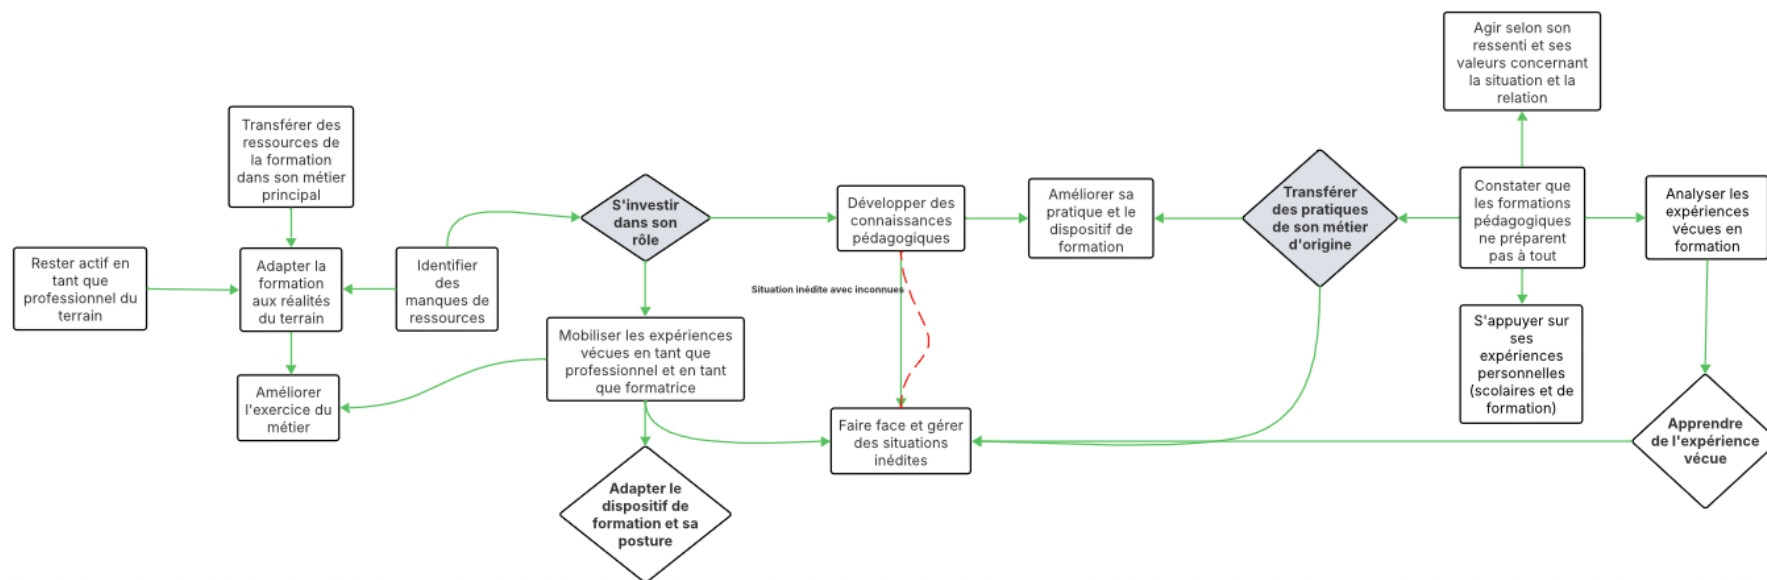 Agir selon son
ressenti et ses
valeurs concernant
la situation et la
relation
Transférer des
ressources de
la formation
dans son métier
principal
S'investir
dans son
rôle
Développer des
connaissances
pédagogiques
Améliorer sa
pratique et le
dispositif de
formation
Transférer
des pratiques
de son métier
d'origine
Constater que
les formations
pédagogiques
ne préparent
pas à tout
Analyser les
expériences
vécues en
formation
Rester actif en
tant que
professionnel du
terrain
Adapter la
formation
aux réalités
du terrain
Identifier
des
manques de
ressources
Situation inédite avec inconnues
Mobiliser les expériences
vécues en tant que
professionnel et en tant
que formatrice
S'appuyer sur
ses
expériences
personnelles
(scolaires et de
formation)
Améliorer
l'exercice du
métier
Faire face et gérer
des situations
inédites
Apprendre
de l'expérience
vécue
Adapter le
dispositif de
formation et sa
posture